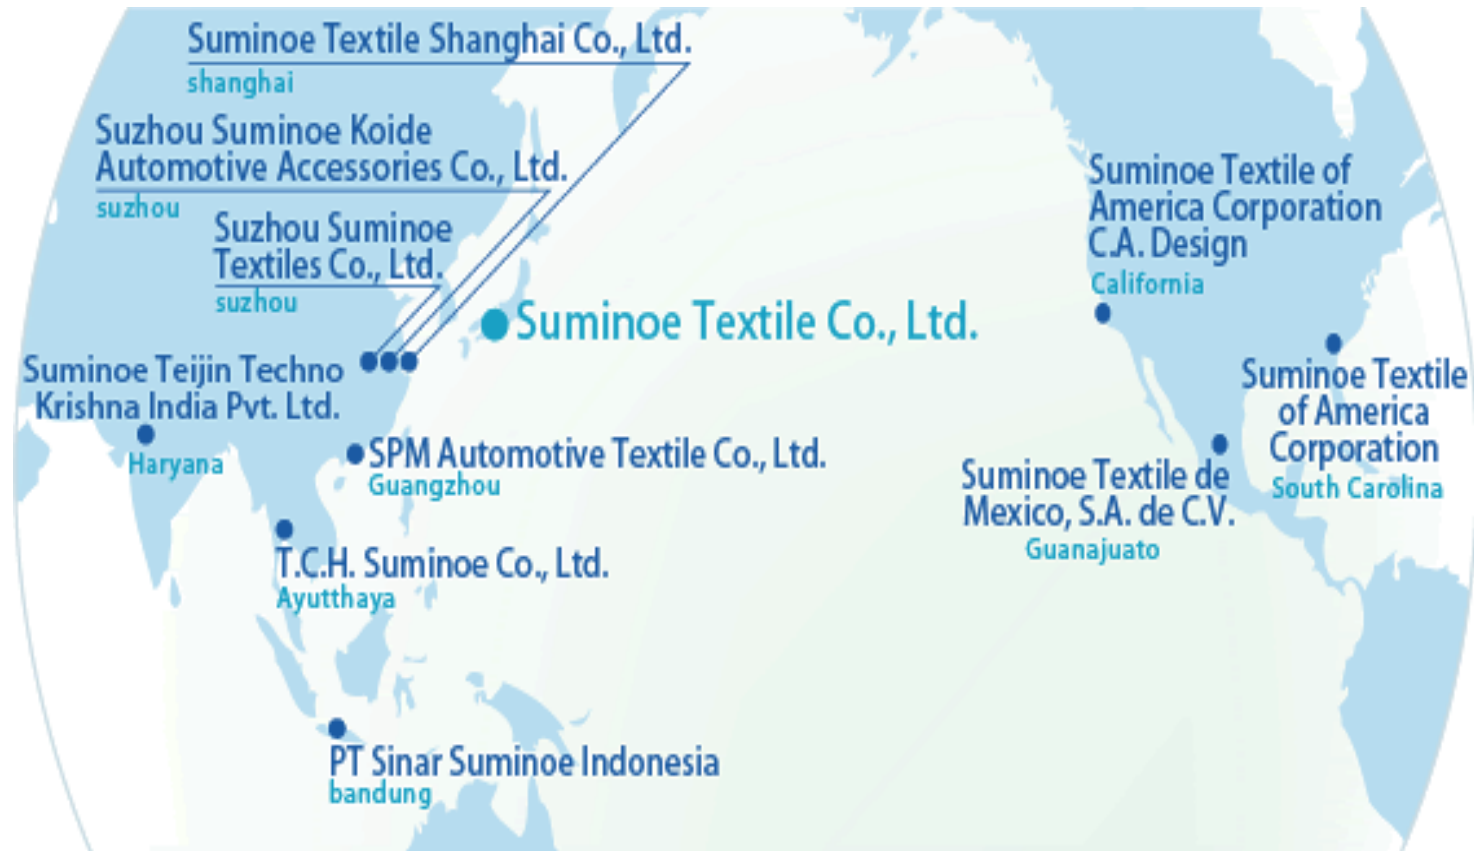 Suminoe Textile Shanghai Co., Ltd.
shanghai
Suzhou Suminoe Koide
Automotive Accessories Co., Ltd.
suzhou
Suzhou Suminoe
Textiles Co., Ltd.
suzhou
Suminoe Textile Co., Ltd.
Suminoe Teijin Techno
Krishna India Pvt. Ltd.
Haryana
SPM Automotive Textile Co., Ltd.
Guangzhou
T.C.H. Suminoe Co., Ltd.
Ayutthaya
PT Sinar Suminoe Indonesia
bandung
Suminoe Textile of
America Corporation
C.A. Design
California
Suminoe Textile
of America
Corporation
South Carolina
Suminoe Textile de
Mexico, S.A. de C.V.
Guanajuato